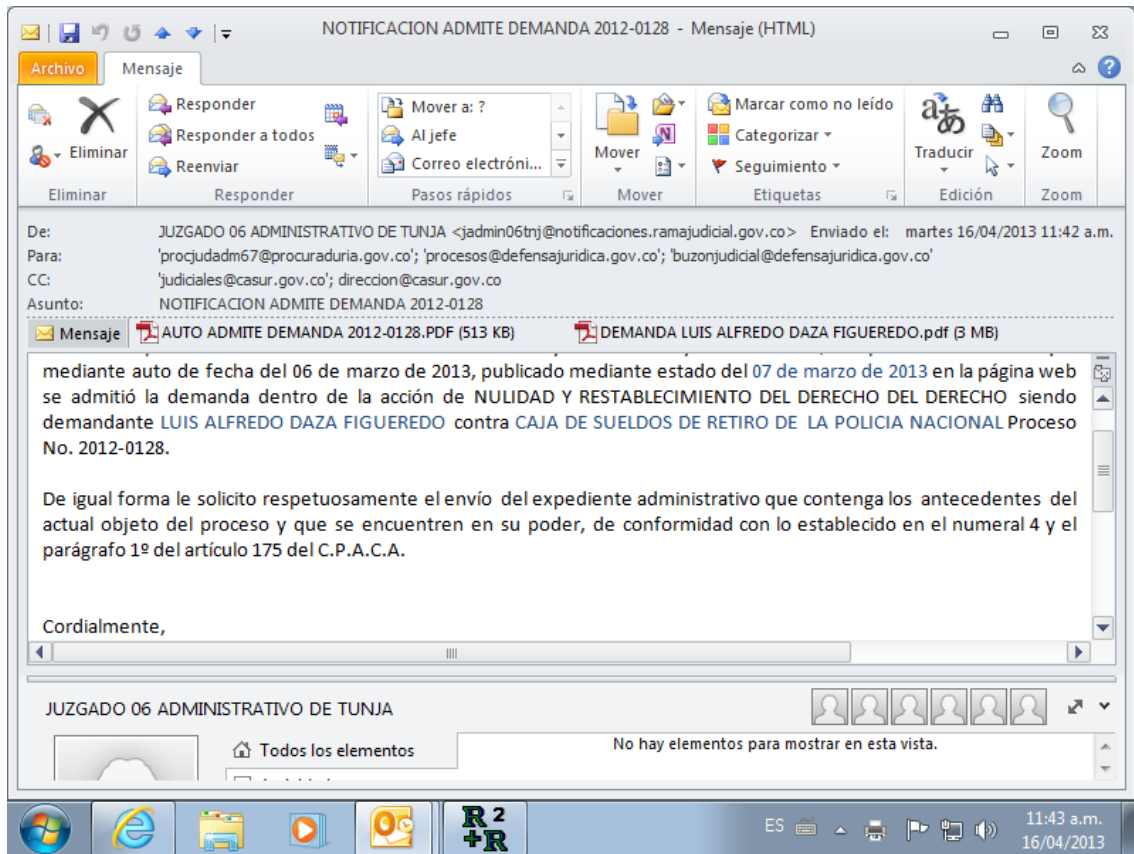 NOTIFICACION ADMITE DEMANDA 2012-0128 - Mensaje (HTML)
Archivo Mensaje
Eliminar
Responder
Responder a todos
Reenviar
Mover a: ?
Al jefe
Correo electróni...
Mover
Marcar como no leído
Categorizar
Seguimiento
Traducir
Zoom
Eliminar Responder Pasos rápidos Mover Etiquetas Edición Zoom
De: JUZGADO 06 ADMINISTRATIVO DE TUNJA <jadmin06tnj@notificaciones.ramajudicial.gov.co> Enviado el: martes 16/04/2013 11:42 a.m.
Para: 'procjudadm67@procuraduria.gov.co'; 'procesos@defensajuridica.gov.co'; 'buzonjudicial@defensajuridica.gov.co'
CC: 'judiciales@casur.gov.co'; direccion@casur.gov.co
Asunto: NOTIFICACION ADMITE DEMANDA 2012-0128
Mensaje AUTO ADMITE DEMANDA 2012-0128.PDF (513 KB) DEMANDA LUIS ALFREDO DAZA FIGUEREDO.pdf (3 MB)
mediante auto de fecha del 06 de marzo de 2013, publicado mediante estado del 07 de marzo de 2013 en la página web
se admitió la demanda dentro de la acción de NULIDAD Y RESTABLECIMIENTO DEL DERECHO DEL DERECHO siendo
demandante LUIS ALFREDO DAZA FIGUEREDO contra CAJA DE SUELDOS DE RETIRO DE LA POLICIA NACIONAL Proceso
No. 2012-0128.
De igual forma le solicito respetuosamente el envío del expediente administrativo que contenga los antecedentes del
actual objeto del proceso y que se encuentren en su poder, de conformidad con lo establecido en el numeral 4 y el
parágrafo 1º del artículo 175 del C.P.A.C.A.
Cordialmente,
JUZGADO 06 ADMINISTRATIVO DE TUNJA
Todos los elementos
No hay elementos para mostrar en esta vista.
R 2
+R
ES
11:43 a.m.
16/04/2013